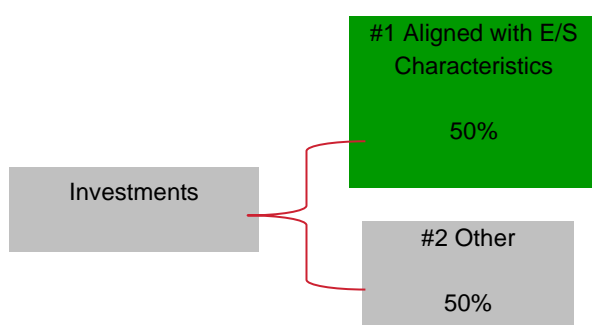 #1 Aligned with E/S
Characteristics
50%
Investments
#2 Other
50%